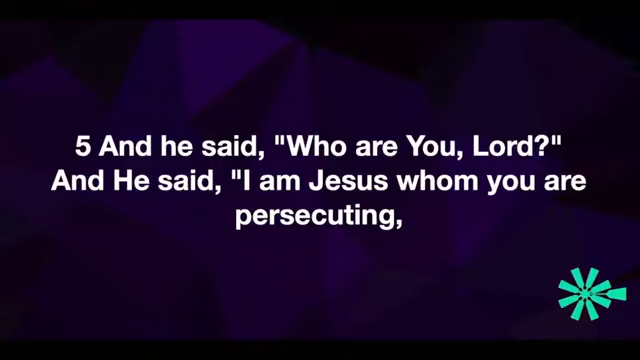 5 And he said, "Who are You, Lord?"
And He said, "I am Jesus whom you are
persecuting,